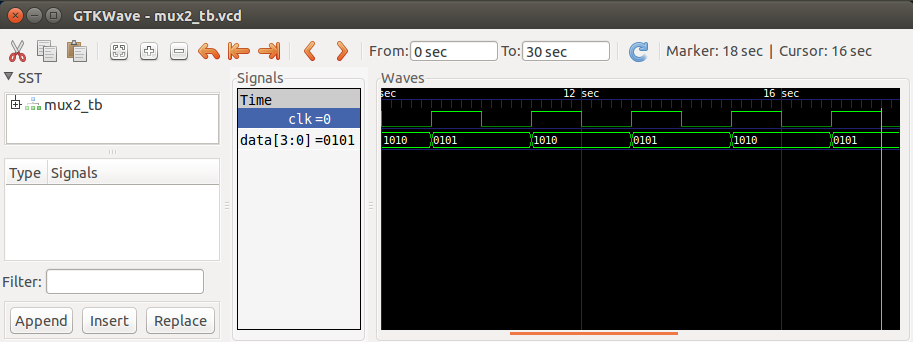 GTKWave - mux2_tb.vcd
From: 0 sec To: 30 sec Marker: 18 sec | Cursor: 16 sec
SST
mux2_tb
Type Signals
Filter:
Append Insert Replace
Signals
Time
clk =0
data[3:0] =0101
Waves
sec 12 sec 16 sec
1010 0101 1010 0101 1010 0101